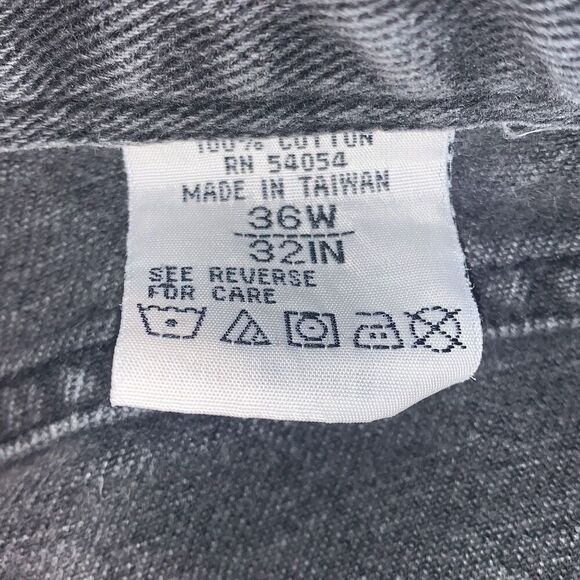 100% COTTON
RN 54054
MADE IN TAIWAN
36W
32IN
SEE REVERSE
FOR CARE